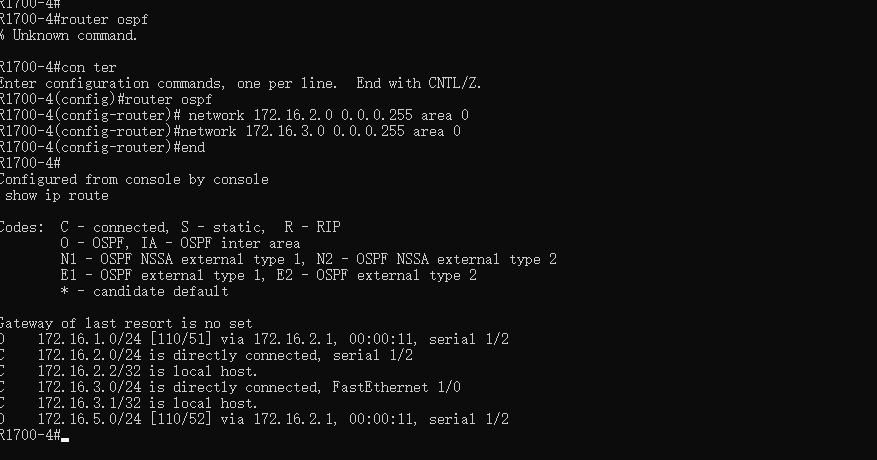 R1700-4#
R1700-4#router ospf
% Unknown command.
R1700-4#con ter
Enter configuration commands, one per line.  End with CNTL/Z.
R1700-4(config)#router ospf
R1700-4(config-router)# network 172.16.2.0 0.0.0.255 area 0
R1700-4(config-router)#network 172.16.3.0 0.0.0.255 area 0
R1700-4(config-router)#end
R1700-4#
Configured from console by console
 show ip route
Codes:  C - connected, S - static,  R - RIP
        O - OSPF, IA - OSPF inter area
        N1 - OSPF NSSA external type 1, N2 - OSPF NSSA external type 2
        E1 - OSPF external type 1, E2 - OSPF external type 2
        * - candidate default
Gateway of last resort is no set
O    172.16.1.0/24 [110/51] via 172.16.2.1, 00:00:11, serial 1/2
C    172.16.2.0/24 is directly connected, serial 1/2
C    172.16.2.2/32 is local host.
C    172.16.3.0/24 is directly connected, FastEthernet 1/0
C    172.16.3.1/32 is local host.
O    172.16.5.0/24 [110/52] via 172.16.2.1, 00:00:11, serial 1/2
R1700-4#